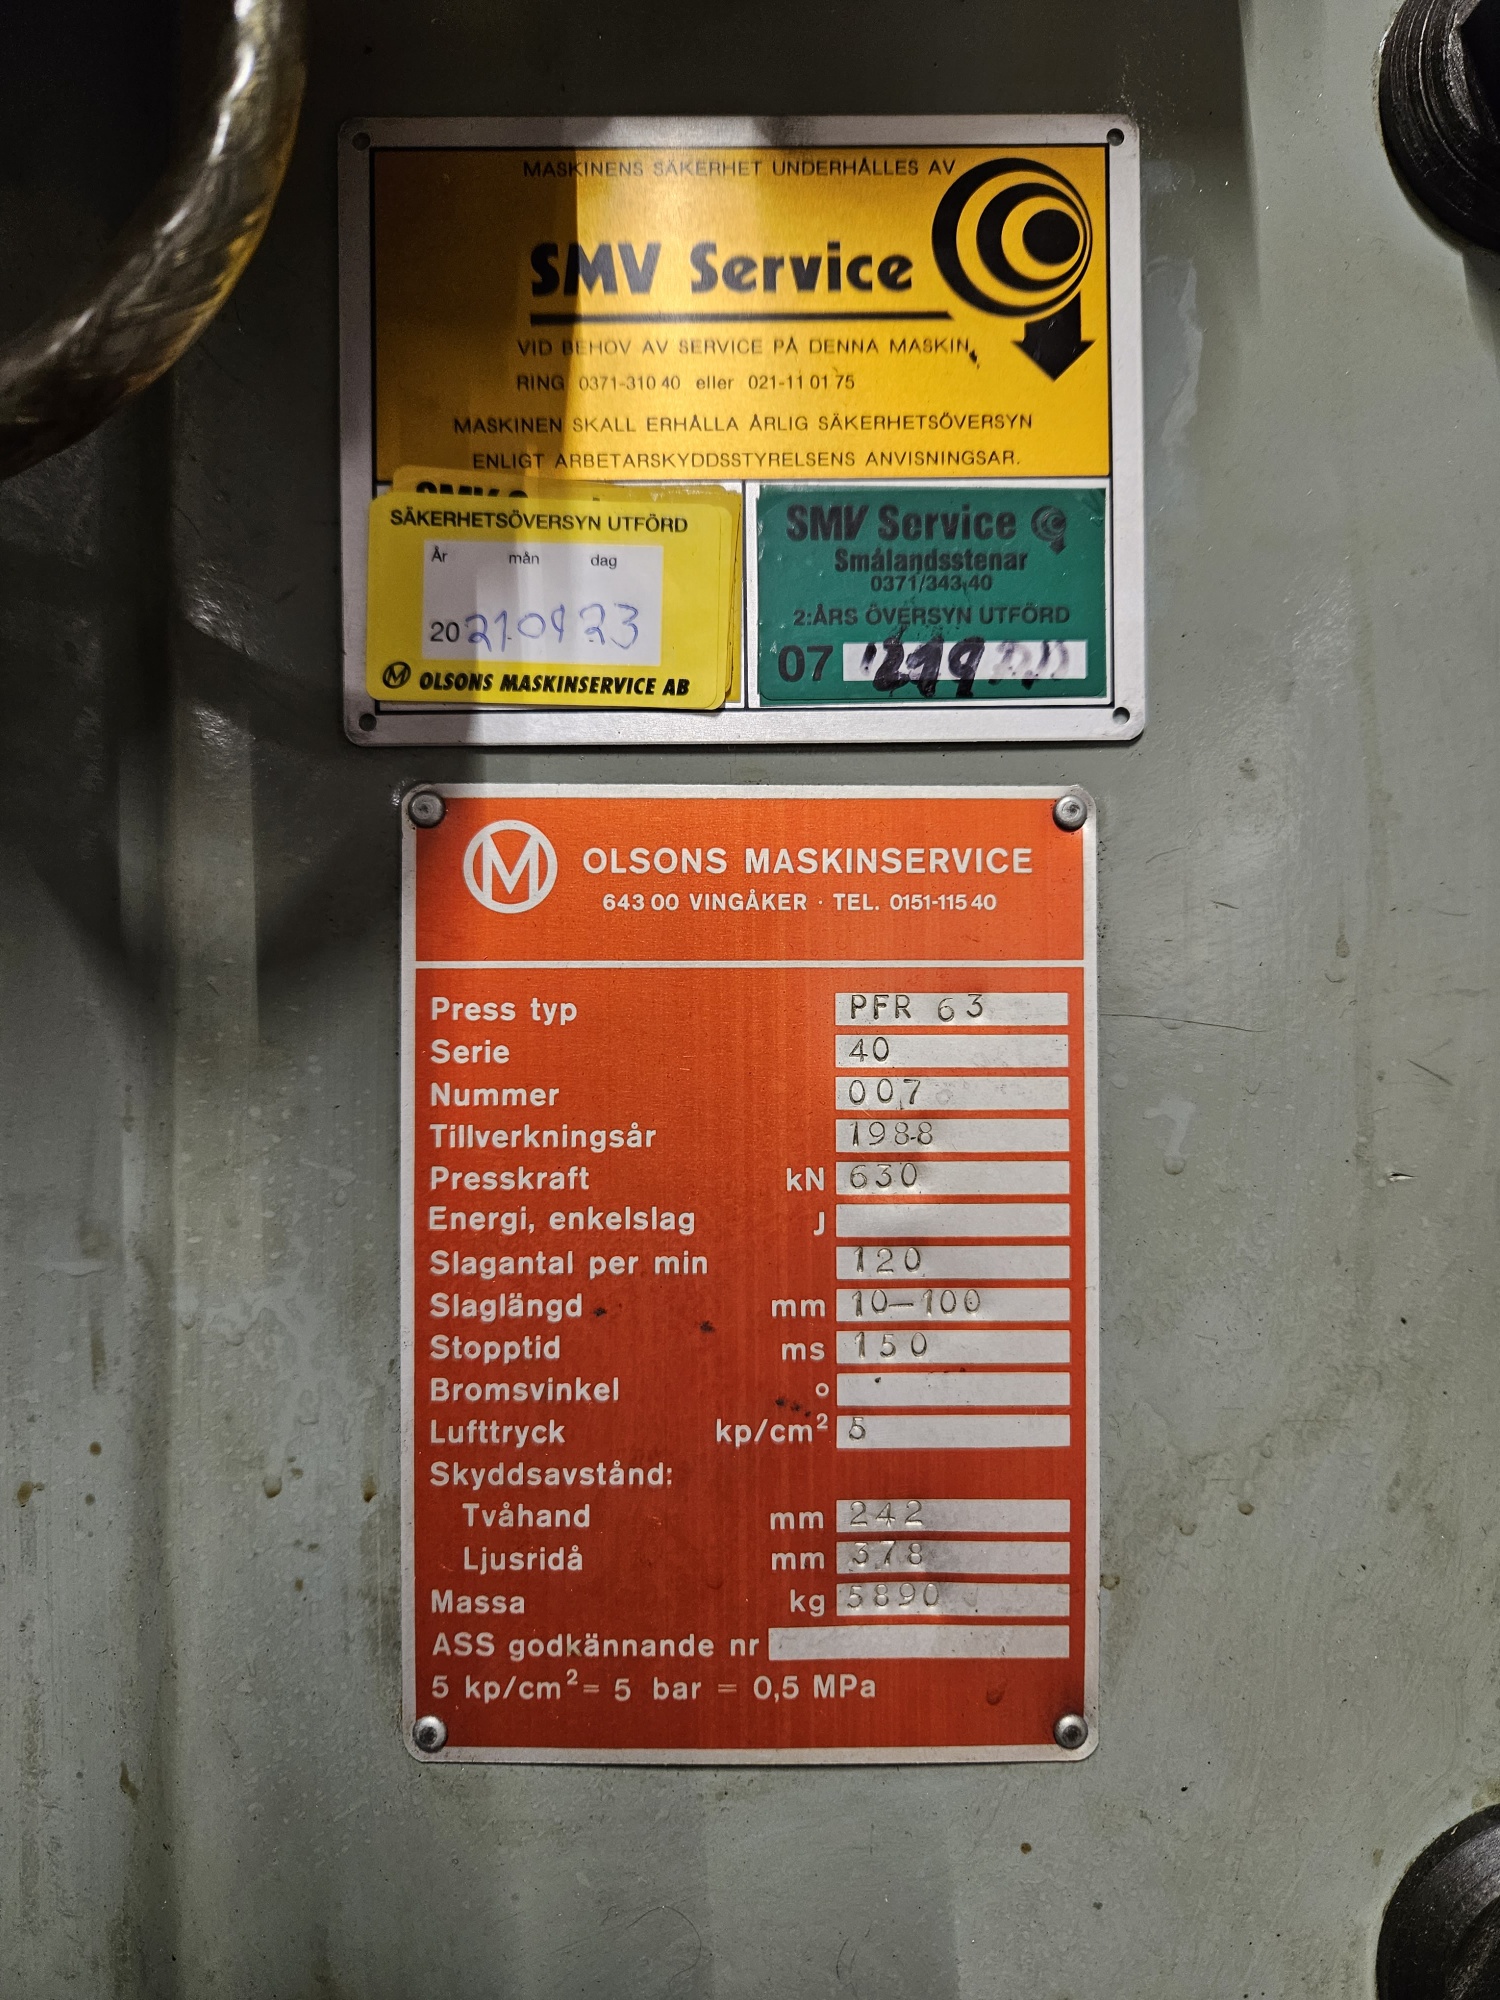 MASKINENS SÄKERHET UNDERHÅLLES AV
SMV Service
VID BEHOV AV SERVICE PÅ DENNA MASKIN,
RING 0371-310 40 eller 021-11 01 75
MASKINEN SKALL ERHÅLLA ÅRLIG SÄKERHETSÖVERSYN
ENLIGT ARBETARSKYDDSSTYRELSENS ANVISNINGSAR.
SÄKERHETSÖVERSYN UTFÖRD
År mån dag
20
M OLSONS MASKINSERVICE AB
SMV Service
Smålandsstenar
0371/343 40
2:ÅRS ÖVERSYN UTFÖRD
07
M OLSONS MASKINSERVICE
643 00 VINGÅKER · TEL. 0151-115 40
Press typ PFR 63
Serie 40
Nummer 007
Tillverkningsår 1988
Presskraft kN 630
Energi, enkelslag J
Slagantal per min 120
Slaglängd mm 10—100
Stopptid ms 150
Bromsvinkel °
Lufttryck kp/cm² 5
Skyddsavstånd:
Tvåhand mm 242
Ljusridå mm 378
Massa kg 5890
ASS godkännande nr
5 kp/cm² = 5 bar = 0,5 MPa